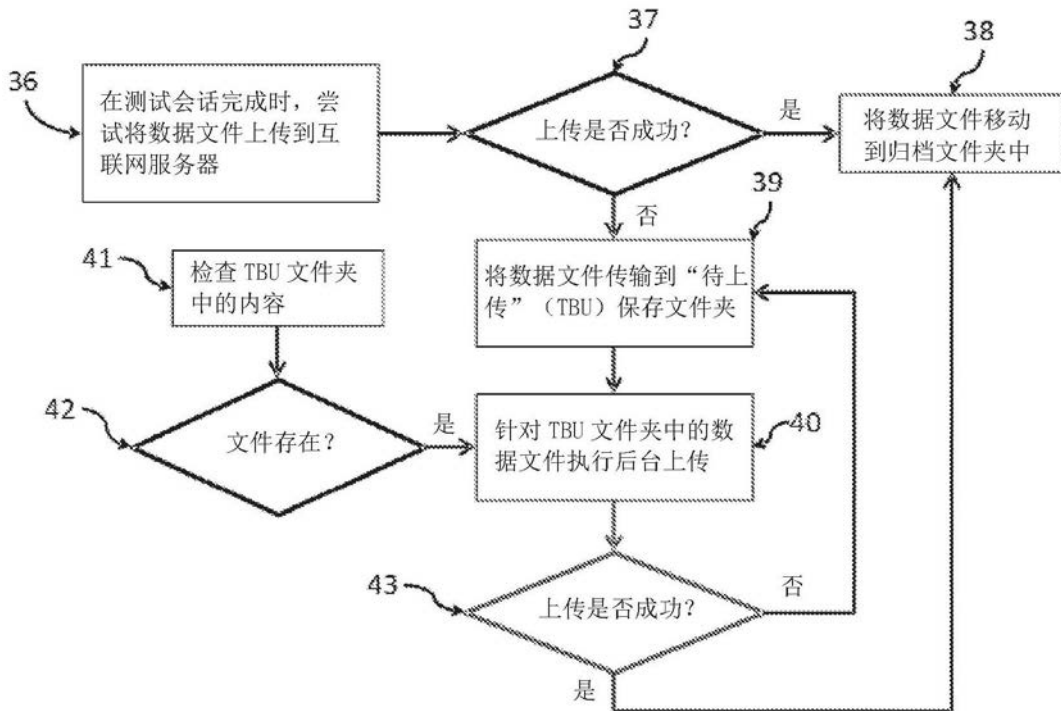 36
在测试会话完成时，尝
试将数据文件上传到互
联网服务器
37
上传是否成功？
是
38
将数据文件移动
到归档文件夹中
否
39
将数据文件传输到“待上
传”（TBU）保存文件夹
41
检查 TBU 文件夹
中的内容
42
文件存在？
是
针对 TBU 文件夹中的数
据文件执行后台上传
40
43
上传是否成功？
否
是